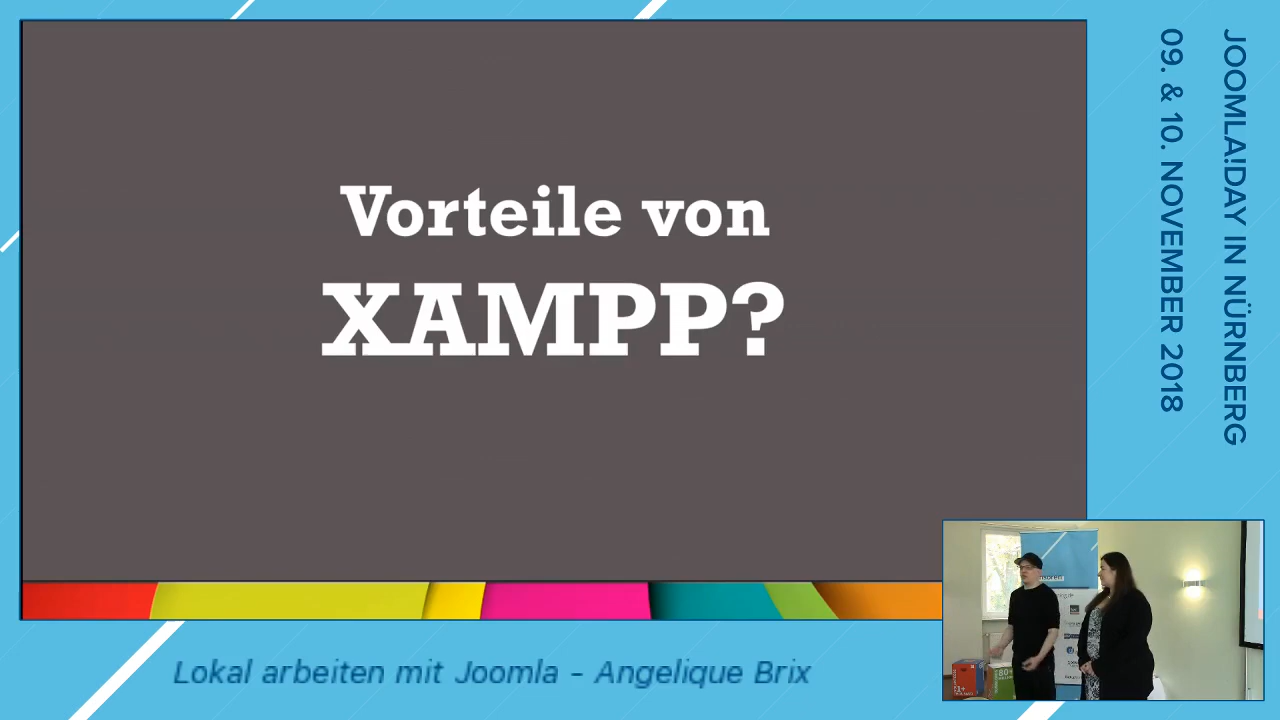 Vorteile von
XAMPP?
JOOMLA!DAY IN NÜRNBERG
09. & 10. NOVEMBER 2018
Lokal arbeiten mit Joomla - Angelique Brix